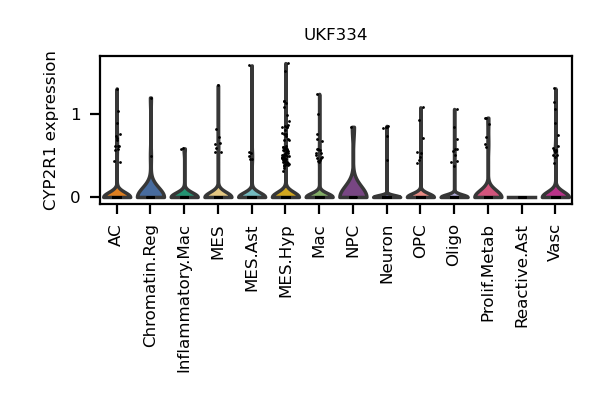 UKF334
CYP2R1 expression
1
0
AC
Chromatin.Reg
Inflammatory.Mac
MES
MES.Ast
MES.Hyp
Mac
NPC
Neuron
OPC
Oligo
Prolif.Metab
Reactive.Ast
Vasc